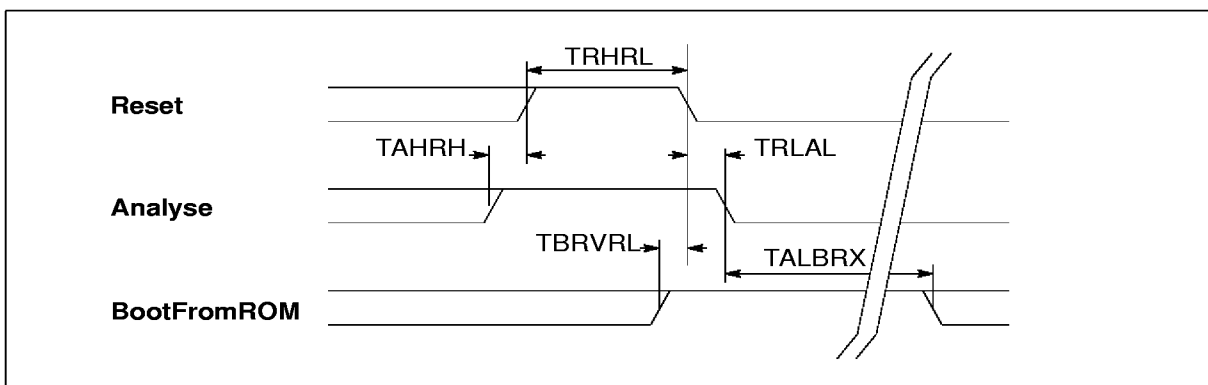 TRHRL
Reset
TAHRH
TRLAL
Analyse
TBRVRL
TALBRX
BootFromROM